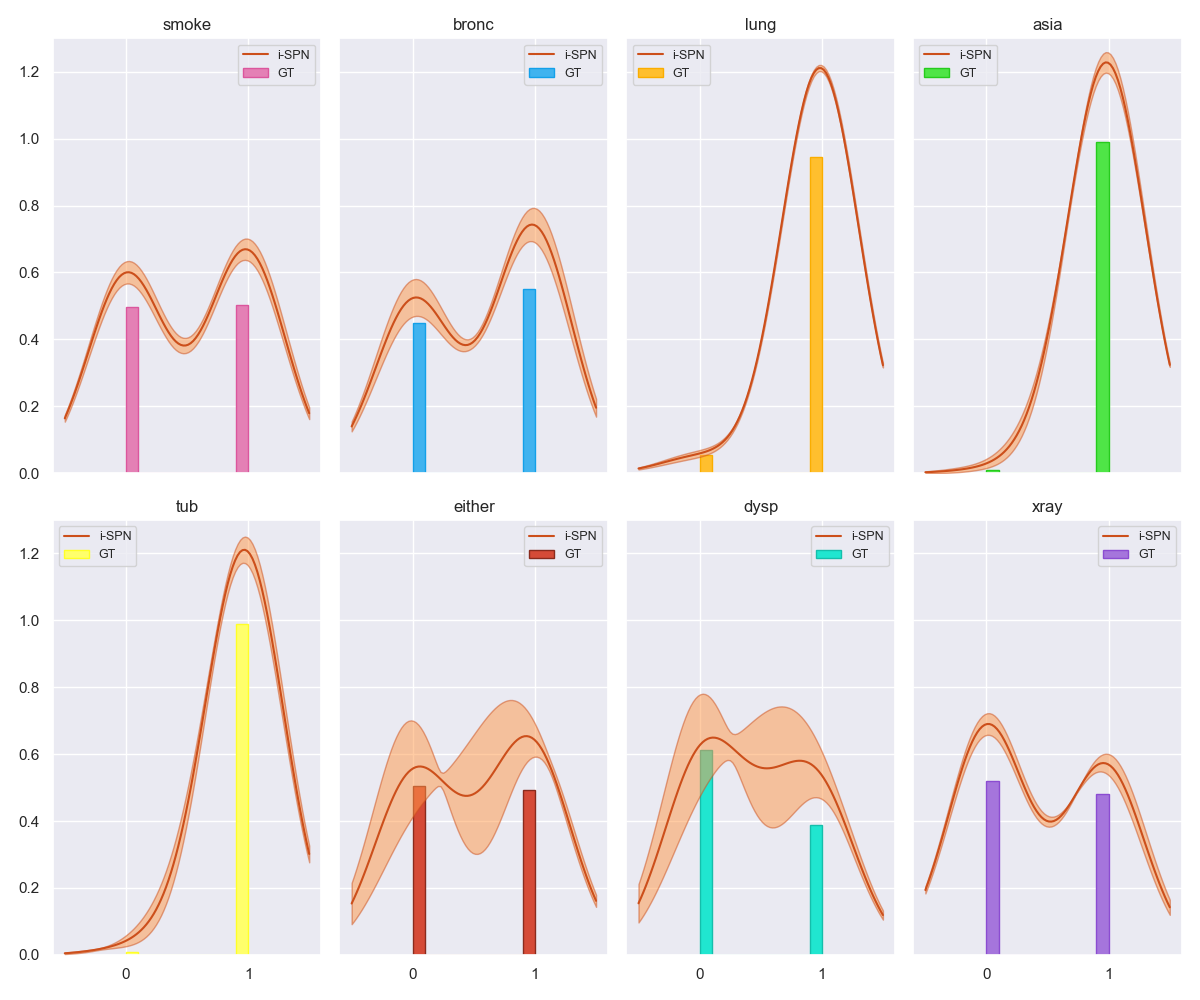 smoke
i-SPN
GT
bronc
i-SPN
GT
lung
i-SPN
GT
asia
i-SPN
GT
1.2
1.0
0.8
0.6
0.4
0.2
0.0
tub
i-SPN
GT
either
i-SPN
GT
dysp
i-SPN
GT
xray
i-SPN
GT
1.2
1.0
0.8
0.6
0.4
0.2
0.0
0 1
0 1
0 1
0 1